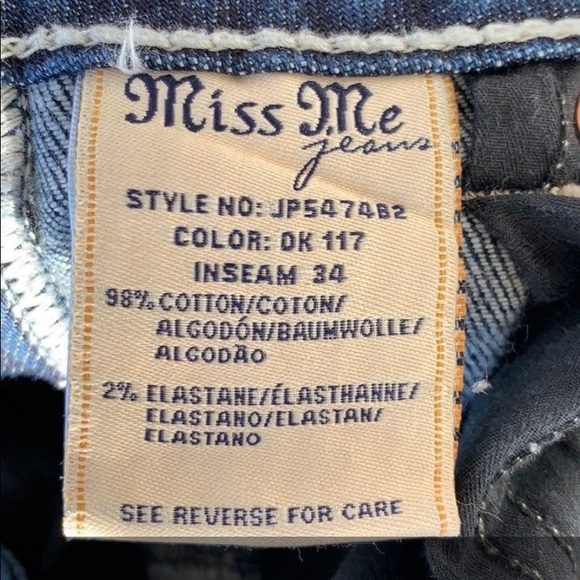 Miss Me
jeans
STYLE NO: JP5474B2
COLOR: DK 117
INSEAM 34
98% COTTON/COTON/
ALGODÓN/BAUMWOLLE/
ALGODÃO
2% ELASTANE/ÉLASTHANNE/
ELASTANO/ELASTAN/
ELASTANO
SEE REVERSE FOR CARE